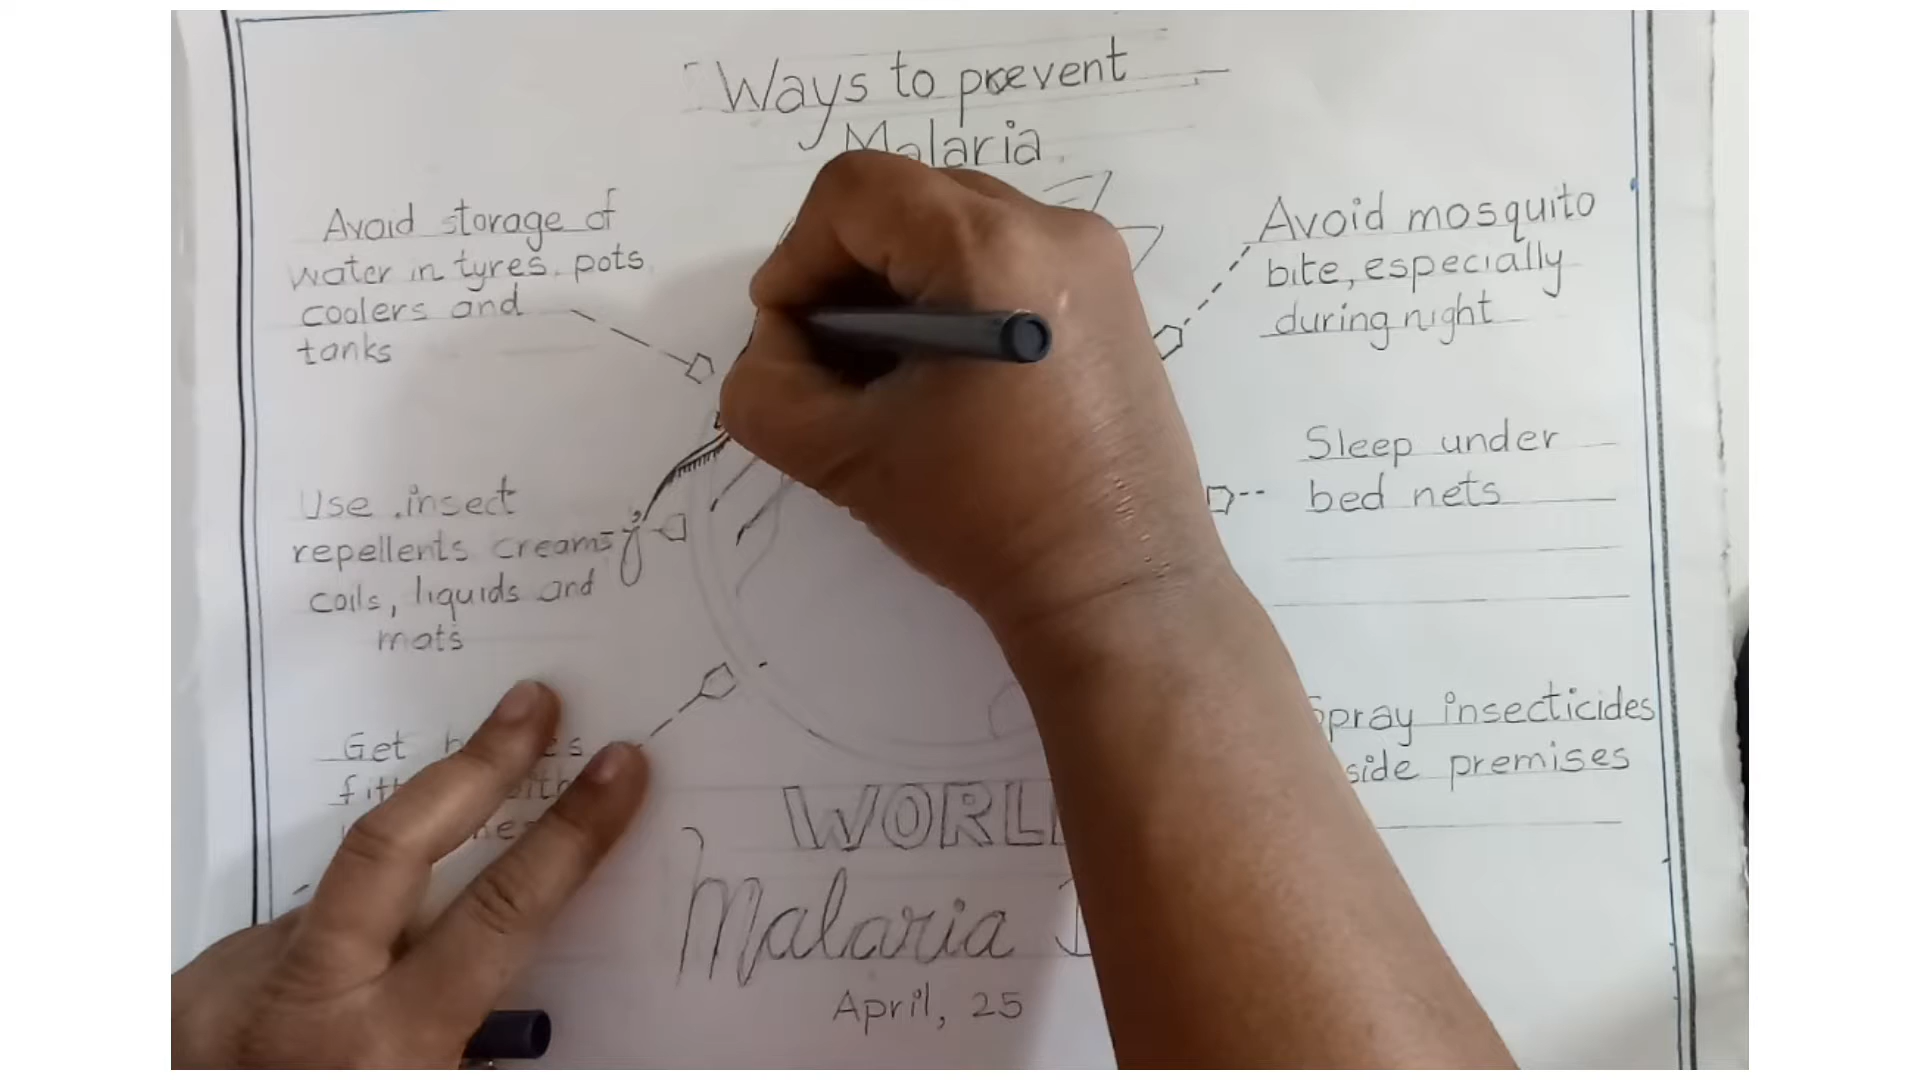 Ways to prevent
Malaria
Avoid storage of
water in tyres, pots
coolers and
tanks
Use insect
repellents creams
coils, liquids and
mats
Get
Avoid mosquito
bite, especially
during night
Sleep under
bed nets
Spray insecticides
side premises
WORL
Malaria
April, 25